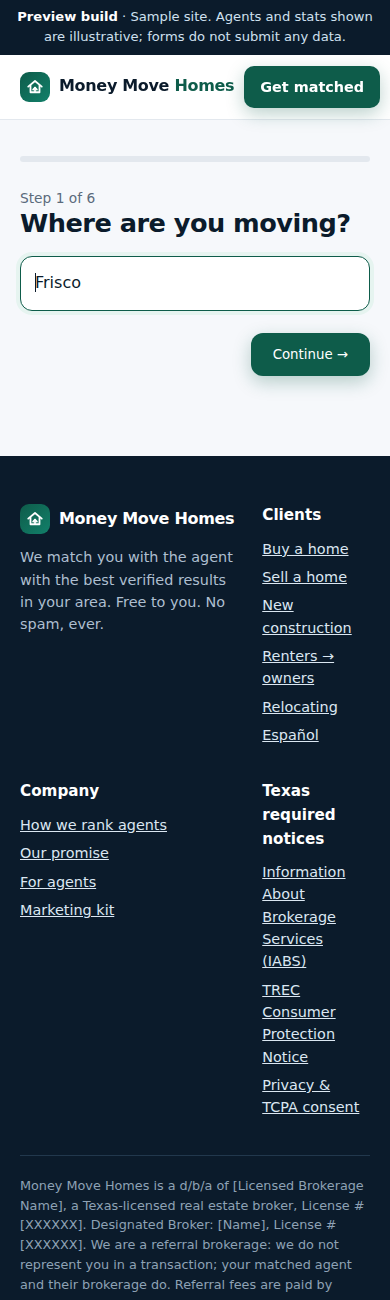 Preview build · Sample site. Agents and stats shown
are illustrative; forms do not submit any data.
Money Move Homes
Get matched
Step 1 of 6
Where are you moving?
Frisco
Continue →
Money Move Homes
We match you with the agent
with the best verified results
in your area. Free to you. No
spam, ever.
Clients
Buy a home
Sell a home
New
construction
Renters →
owners
Relocating
Español
Company
How we rank agents
Our promise
For agents
Marketing kit
Texas
required
notices
Information
About
Brokerage
Services
(IABS)
TREC
Consumer
Protection
Notice
Privacy &
TCPA consent
Money Move Homes is a d/b/a of [Licensed Brokerage
Name], a Texas-licensed real estate broker, License #
[XXXXXX]. Designated Broker: [Name], License #
[XXXXXX]. We are a referral brokerage: we do not
represent you in a transaction; your matched agent
and their brokerage do. Referral fees are paid by